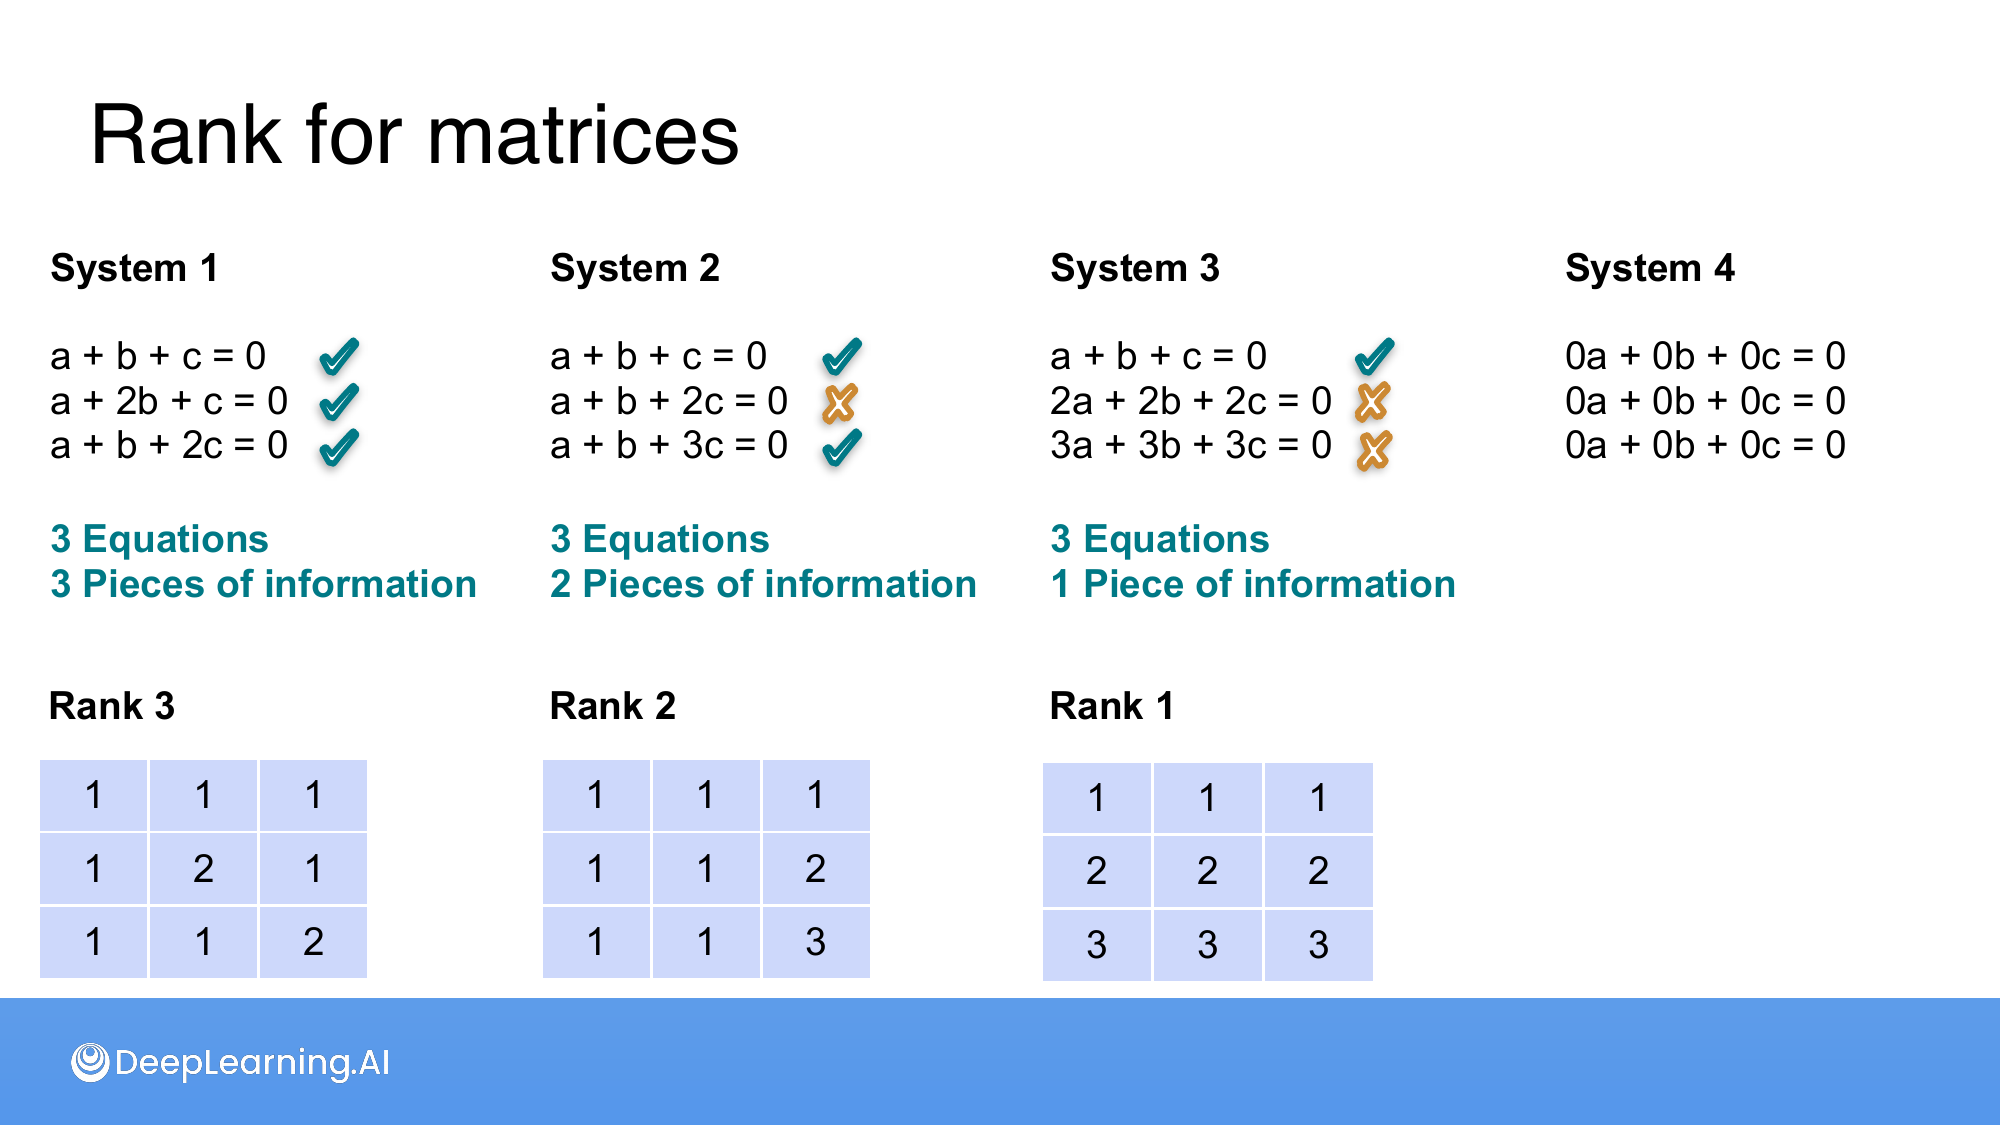 Rank for matrices
System 1
a + b + c = 0
a + 2b + c = 0
a + b + 2c = 0
3 Equations
3 Pieces of information
Rank 3
1 1 1
1 2 1
1 1 2
System 2
a + b + c = 0
a + b + 2c = 0
a + b + 3c = 0
3 Equations
2 Pieces of information
Rank 2
1 1 1
1 1 2
1 1 3
System 3
a + b + c = 0
2a + 2b + 2c = 0
3a + 3b + 3c = 0
3 Equations
1 Piece of information
Rank 1
1 1 1
2 2 2
3 3 3
System 4
0a + 0b + 0c = 0
0a + 0b + 0c = 0
0a + 0b + 0c = 0
DeepLearning.AI